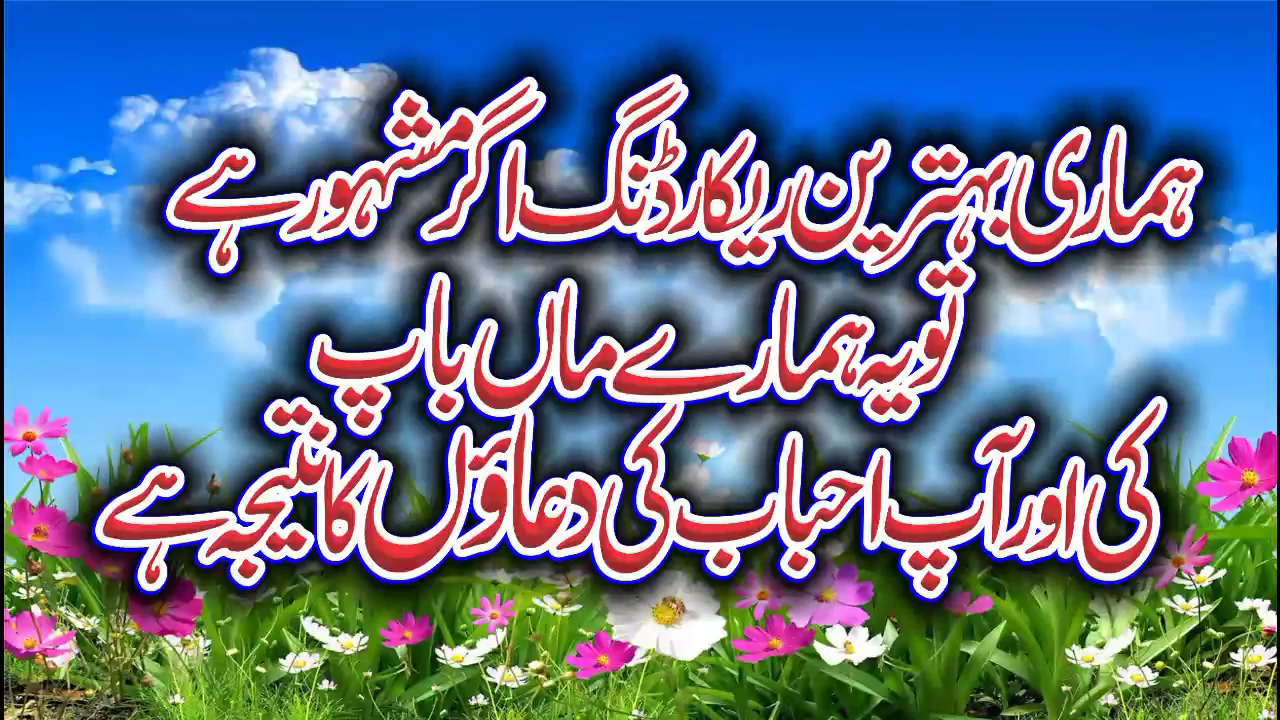 ہماری بہترین ریکارڈنگ اگر مشہور ہے
تو یہ ہمارے ماں باپ
کی اور آپ احباب کی دعاؤں کا نتیجہ ہے